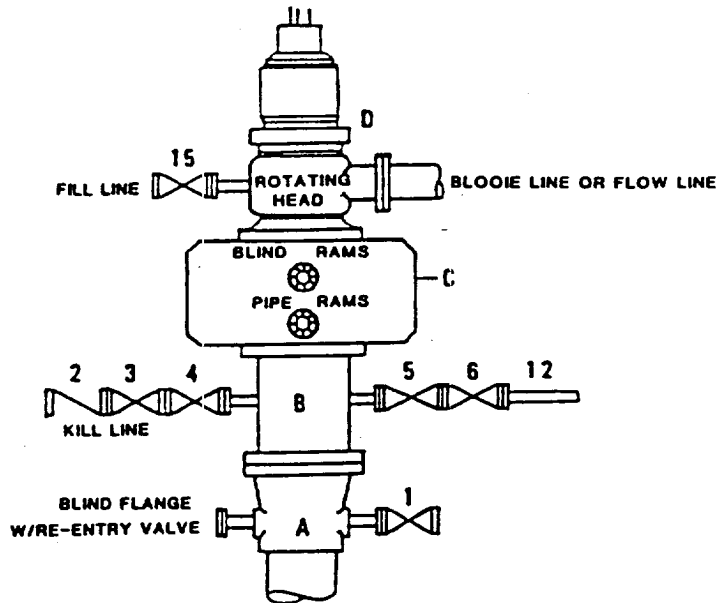 D
15
FILL LINE
ROTATING
HEAD
BLOOIE LINE OR FLOW LINE
BLIND RAMS
C
PIPE RAMS
2 3 4
5 6 12
B
KILL LINE
BLIND FLANGE
W/RE-ENTRY VALVE
A
1